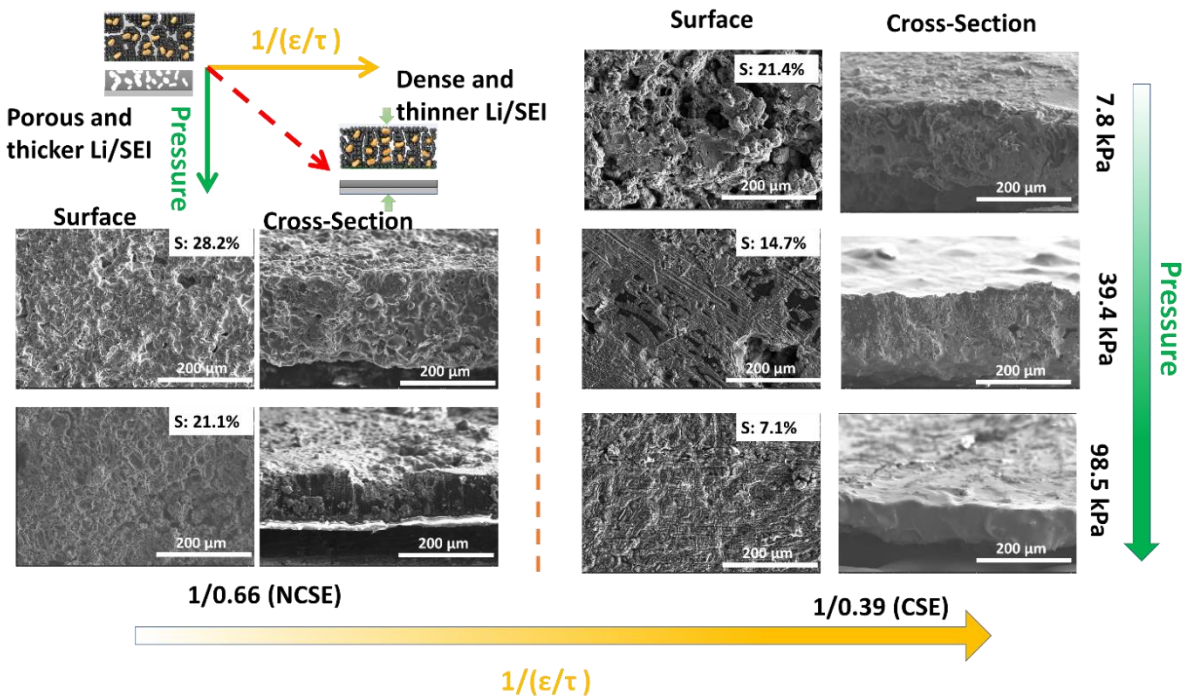 1/(ε/τ )
Porous and
thicker Li/SEI
Pressure
Dense and
thinner Li/SEI
Surface
Cross-Section
S: 28.2%
200 μm
200 μm
S: 21.1%
200 μm
200 μm
1/0.66 (NCSE)
Surface
Cross-Section
S: 21.4%
200 μm
200 μm
7.8 kPa
S: 14.7%
200 μm
200 μm
39.4 kPa
S: 7.1%
200 μm
200 μm
98.5 kPa
Pressure
1/0.39 (CSE)
1/(ε/τ )